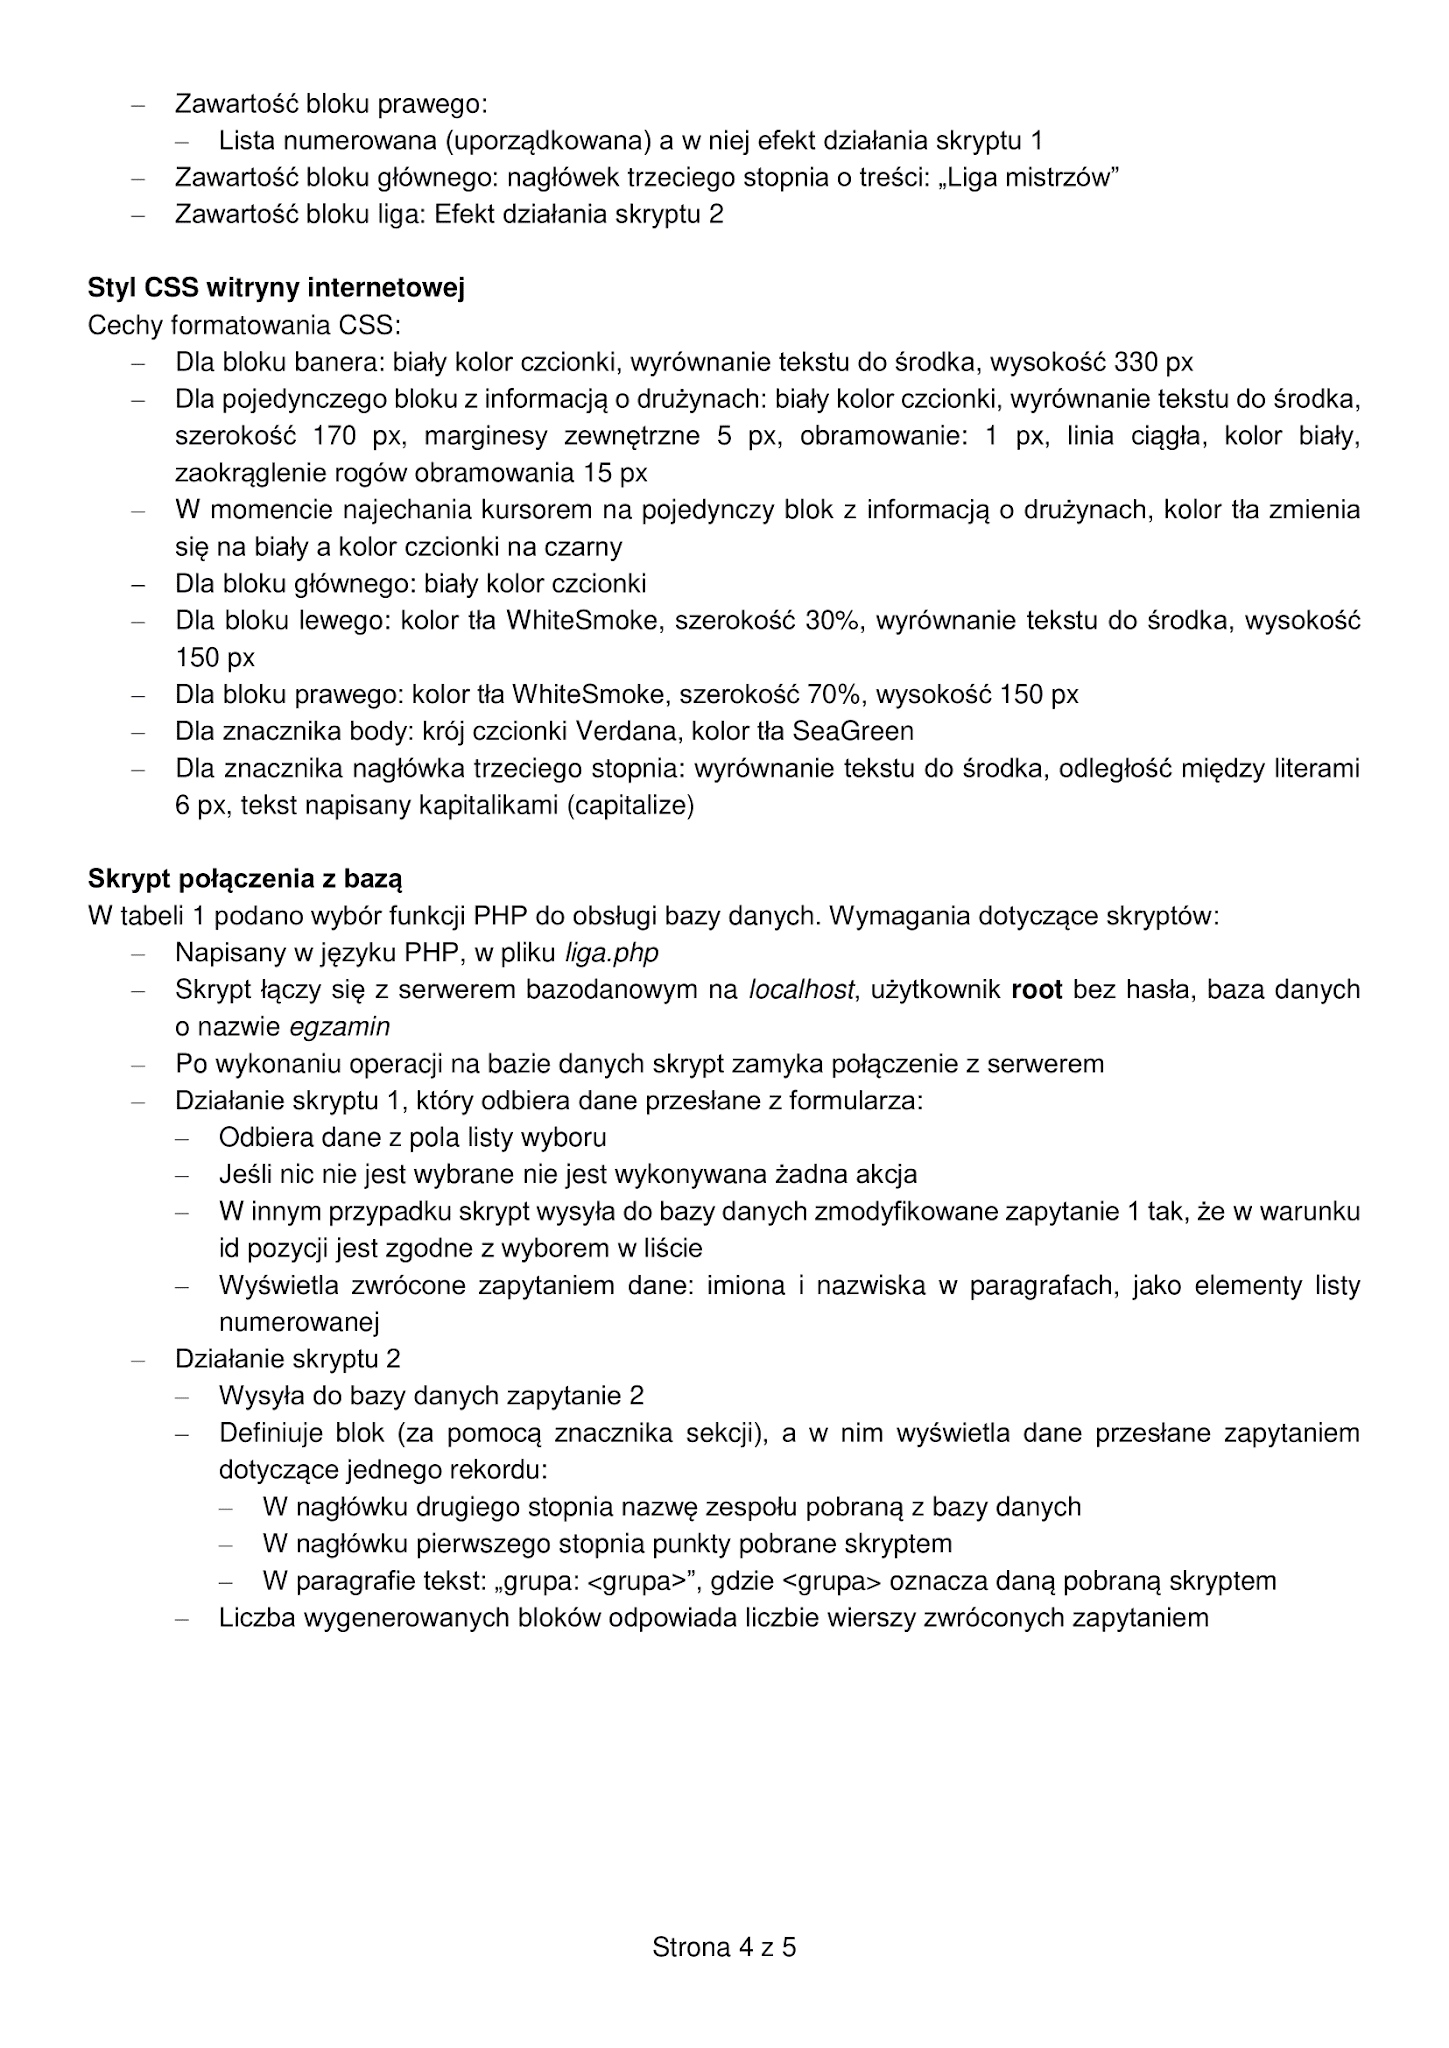 – Zawartość bloku prawego:
– Lista numerowana (uporządkowana) a w niej efekt działania skryptu 1
– Zawartość bloku głównego: nagłówek trzeciego stopnia o treści: „Liga mistrzów”
– Zawartość bloku liga: Efekt działania skryptu 2
Styl CSS witryny internetowej
Cechy formatowania CSS:
– Dla bloku banera: biały kolor czcionki, wyrównanie tekstu do środka, wysokość 330 px
– Dla pojedynczego bloku z informacją o drużynach: biały kolor czcionki, wyrównanie tekstu do środka,
szerokość 170 px, marginesy zewnętrzne 5 px, obramowanie: 1 px, linia ciągła, kolor biały,
zaokrąglenie rogów obramowania 15 px
– W momencie najechania kursorem na pojedynczy blok z informacją o drużynach, kolor tła zmienia
się na biały a kolor czcionki na czarny
– Dla bloku głównego: biały kolor czcionki
– Dla bloku lewego: kolor tła WhiteSmoke, szerokość 30%, wyrównanie tekstu do środka, wysokość
150 px
– Dla bloku prawego: kolor tła WhiteSmoke, szerokość 70%, wysokość 150 px
– Dla znacznika body: krój czcionki Verdana, kolor tła SeaGreen
– Dla znacznika nagłówka trzeciego stopnia: wyrównanie tekstu do środka, odległość między literami
6 px, tekst napisany kapitalikami (capitalize)
Skrypt połączenia z bazą
W tabeli 1 podano wybór funkcji PHP do obsługi bazy danych. Wymagania dotyczące skryptów:
– Napisany w języku PHP, w pliku liga.php
– Skrypt łączy się z serwerem bazodanowym na localhost, użytkownik root bez hasła, baza danych
o nazwie egzamin
– Po wykonaniu operacji na bazie danych skrypt zamyka połączenie z serwerem
– Działanie skryptu 1, który odbiera dane przesłane z formularza:
– Odbiera dane z pola listy wyboru
– Jeśli nic nie jest wybrane nie jest wykonywana żadna akcja
– W innym przypadku skrypt wysyła do bazy danych zmodyfikowane zapytanie 1 tak, że w warunku
id pozycji jest zgodne z wyborem w liście
– Wyświetla zwrócone zapytaniem dane: imiona i nazwiska w paragrafach, jako elementy listy
numerowanej
– Działanie skryptu 2
– Wysyła do bazy danych zapytanie 2
– Definiuje blok (za pomocą znacznika sekcji), a w nim wyświetla dane przesłane zapytaniem
dotyczące jednego rekordu:
– W nagłówku drugiego stopnia nazwę zespołu pobraną z bazy danych
– W nagłówku pierwszego stopnia punkty pobrane skryptem
– W paragrafie tekst: „grupa: <grupa>”, gdzie <grupa> oznacza daną pobraną skryptem
– Liczba wygenerowanych bloków odpowiada liczbie wierszy zwróconych zapytaniem
Strona 4 z 5